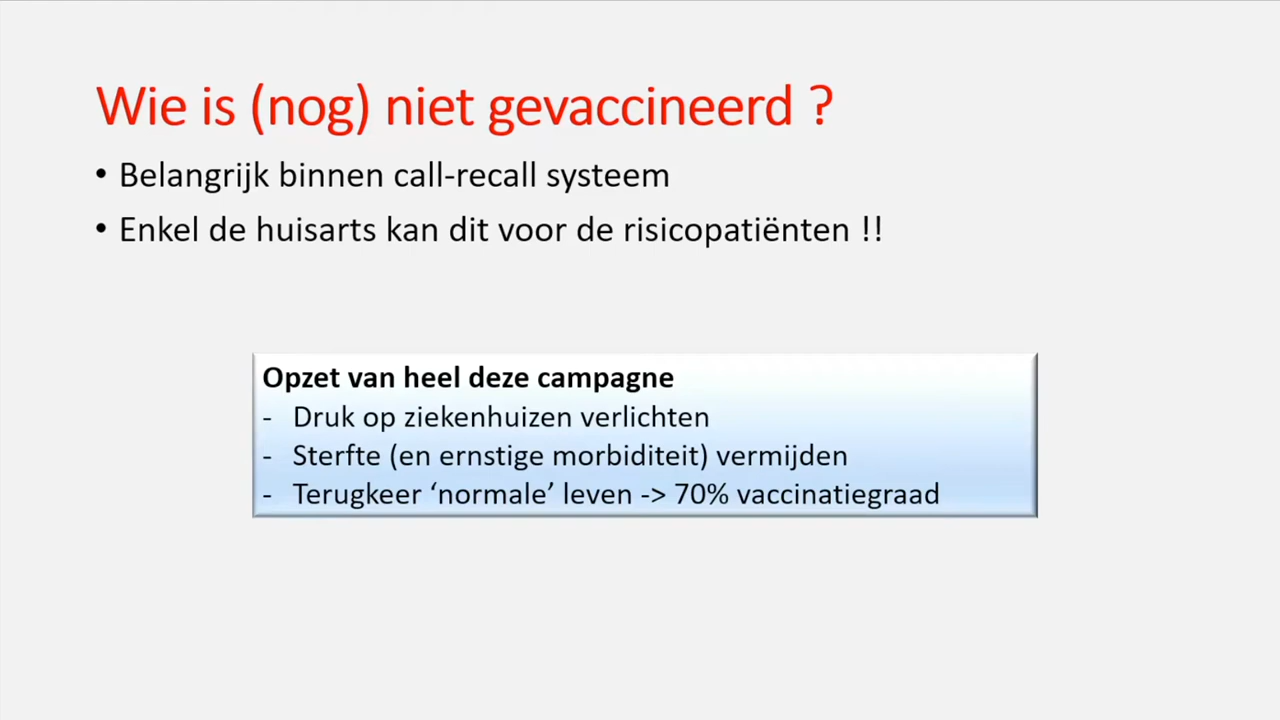 Wie is (nog) niet gevaccineerd ?
• Belangrijk binnen call-recall systeem
• Enkel de huisarts kan dit voor de risicopatiënten !!
Opzet van heel deze campagne
- Druk op ziekenhuizen verlichten
- Sterfte (en ernstige morbiditeit) vermijden
- Terugkeer ‘normale’ leven -> 70% vaccinatiegraad